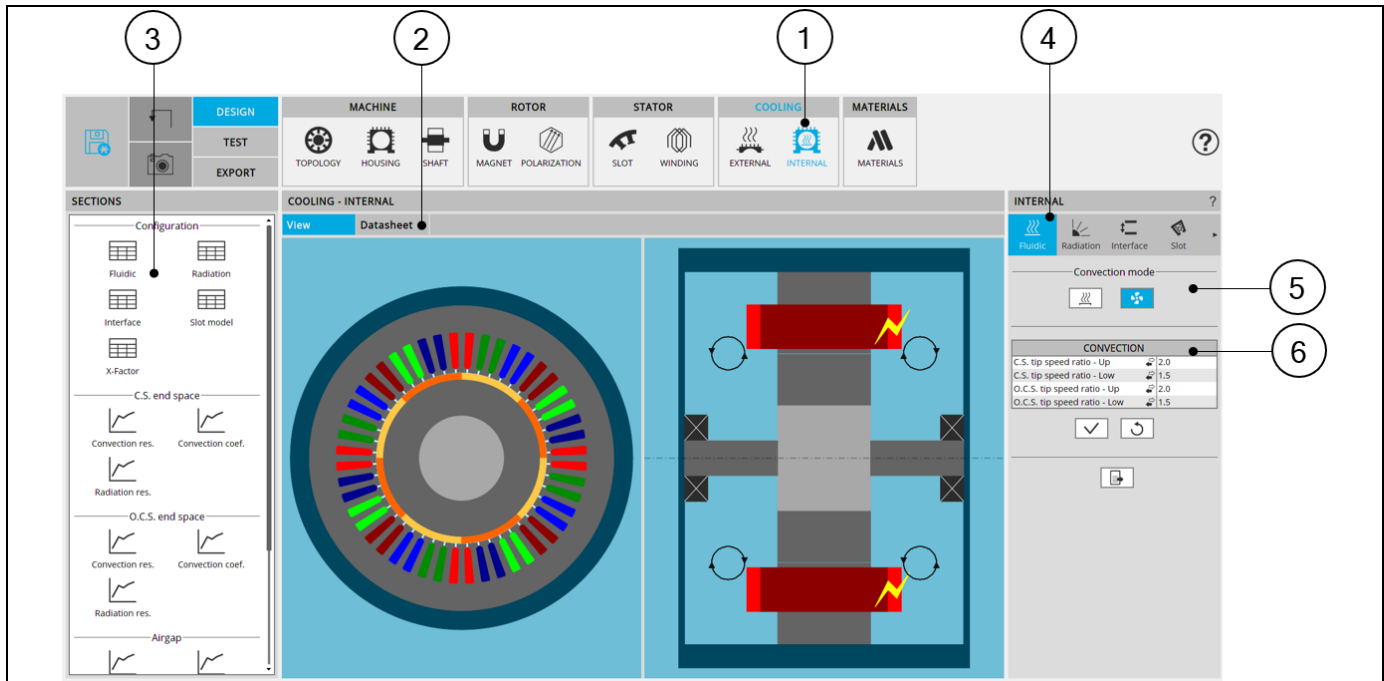 3
2
1
4
DESIGN
TEST
EXPORT
MACHINE
ROTOR
STATOR
COOLING
MATERIALS
TOPOLOGY
HOUSING
SHAFT
MAGNET
POLARIZATION
SLOT
WINDING
EXTERNAL
INTERNAL
MATERIALS
?
SECTIONS
COOLING - INTERNAL
INTERNAL
?
View
Datasheet
Configuration
Fluidic
Radiation
Interface
Slot model
X-Factor
C.S. end space
Convection res.
Convection coef.
Radiation res.
O.C.S. end space
Convection res.
Convection coef.
Radiation res.
Airgap
Fluidic
Radiation
Interface
Slot
Convection mode
5
CONVECTION
6
C.S. tip speed ratio - Up 2.0
C.S. tip speed ratio - Low 1.5
O.C.S. tip speed ratio - Up 2.0
O.C.S. tip speed ratio - Low 1.5